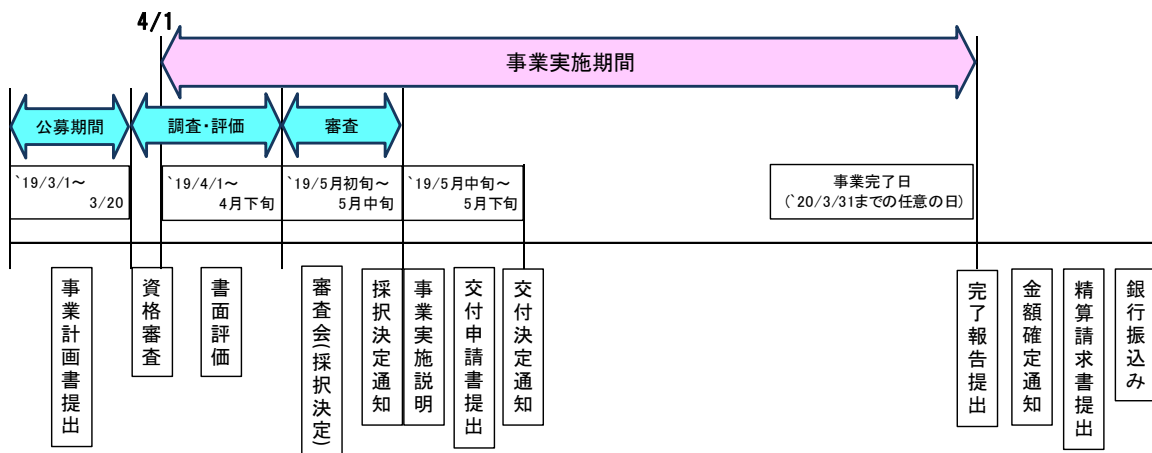 4/1
事業実施期間
公募期間
調査・評価
審査
`19/3/1～
3/20
`19/4/1～
4月下旬
`19/5月初旬～
5月中旬
`19/5月中旬～
5月下旬
事業完了日
(`20/3/31までの任意の日)
事業計画書提出
資格審査
書面評価
審査会(採択決定)
採択決定通知
事業実施説明
交付申請書提出
交付決定通知
完了報告提出
金額確定通知
精算請求書提出
銀行振込み